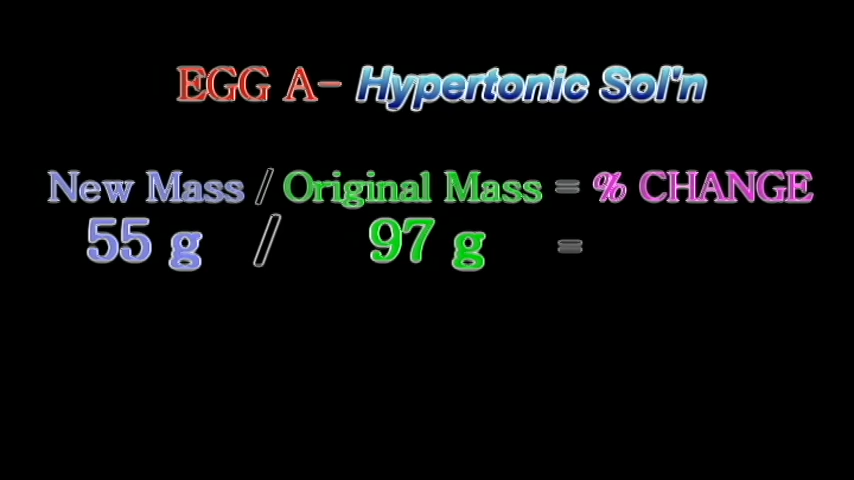 EGG A- Hypertonic Sol'n
New Mass / Original Mass = % CHANGE
55 g / 97 g =